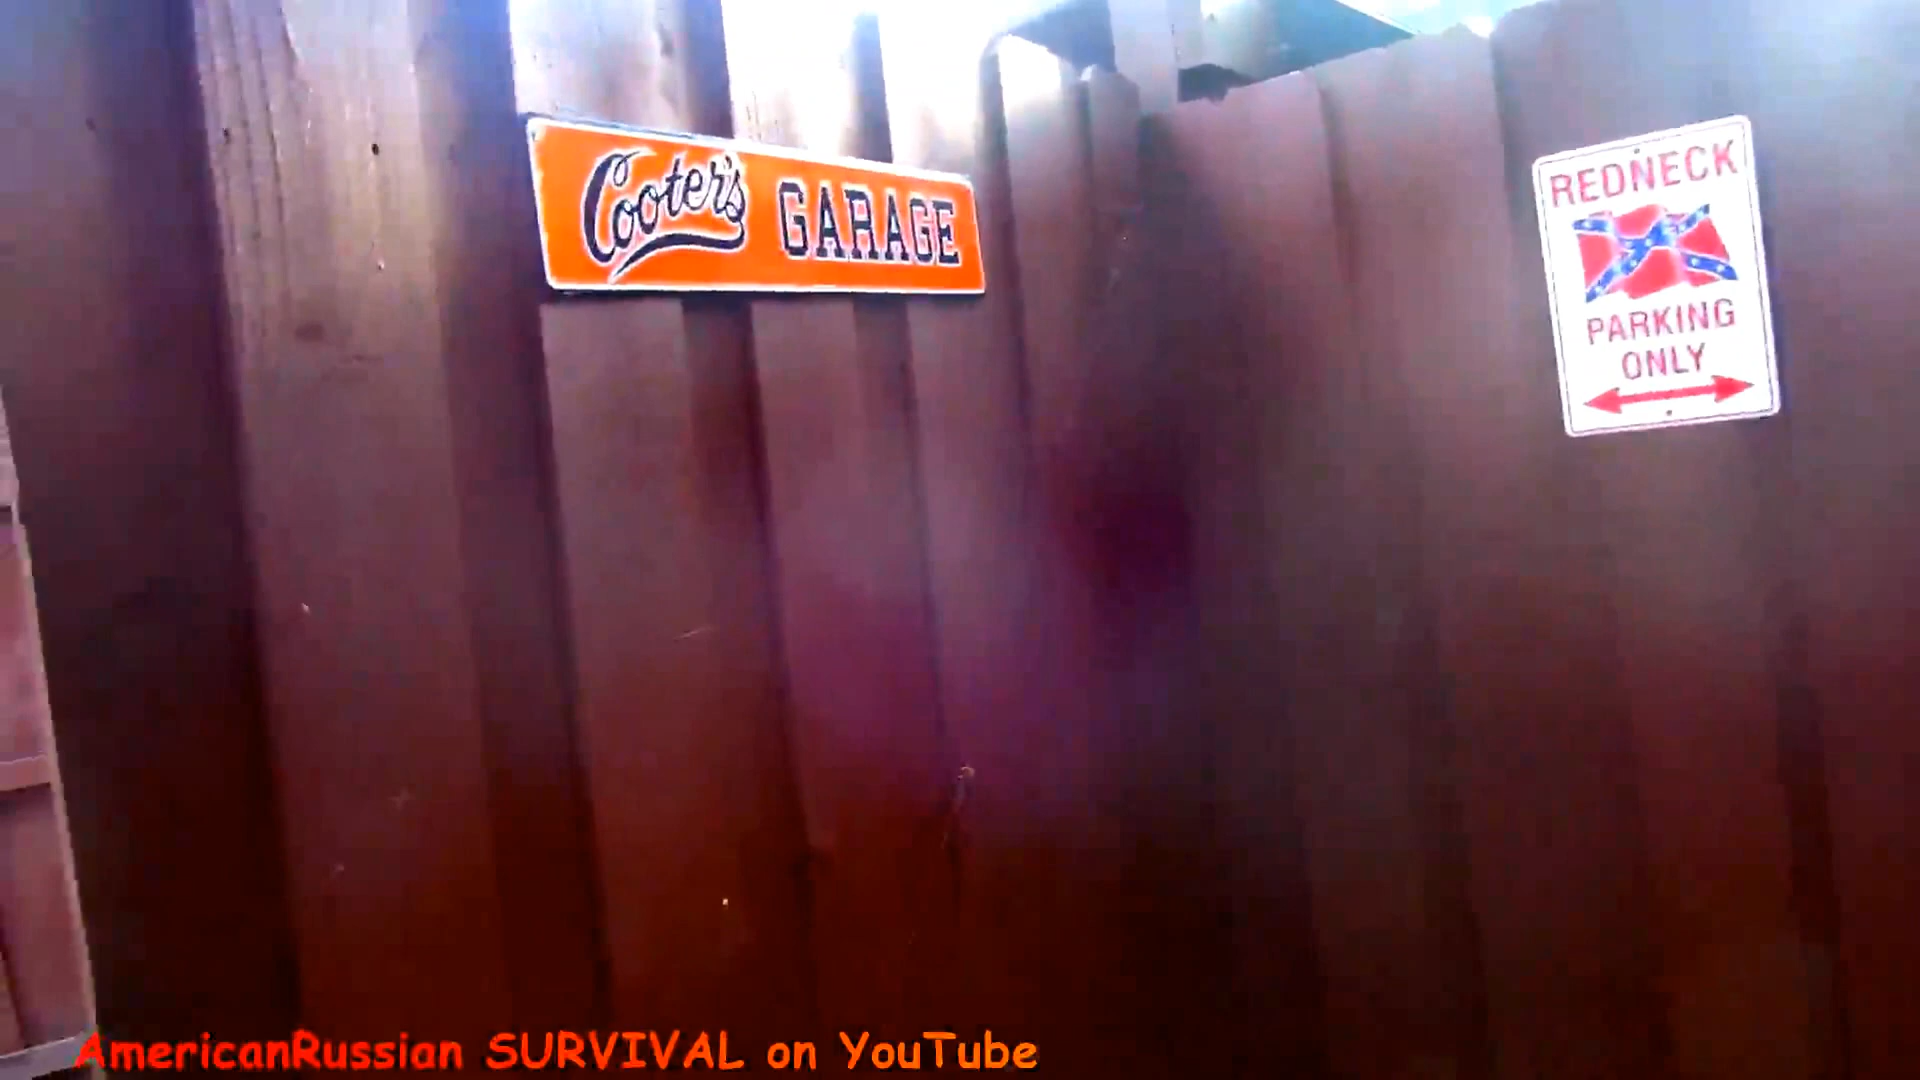 Cooter's GARAGE
REDNECK
PARKING
ONLY
AmericanRussian SURVIVAL on YouTube